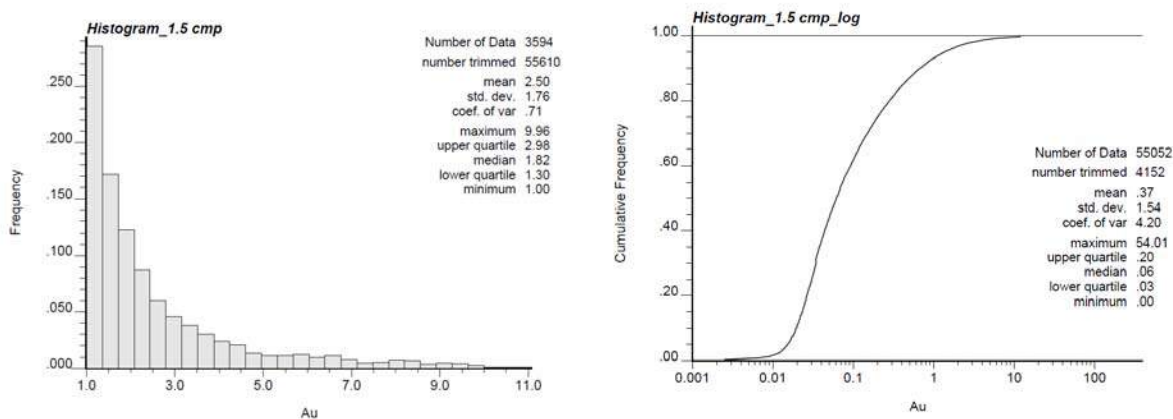 Histogram_1.5 cmp
Number of Data 3594
number trimmed 55610
mean 2.50
std. dev. 1.76
coef. of var .71
maximum 9.96
upper quartile 2.98
median 1.82
lower quartile 1.30
minimum 1.00
Frequency
.250
.200
.150
.100
.050
.000
1.0 3.0 5.0 7.0 9.0 11.0
Au
Histogram_1.5 cmp_log
Cumulative Frequency
1.00
.80
.60
.40
.20
.00
Number of Data 55052
number trimmed 4152
mean .37
std. dev. 1.54
coef. of var 4.20
maximum 54.01
upper quartile .20
median .06
lower quartile .03
minimum .00
0.001 0.01 0.1 1 10 100
Au